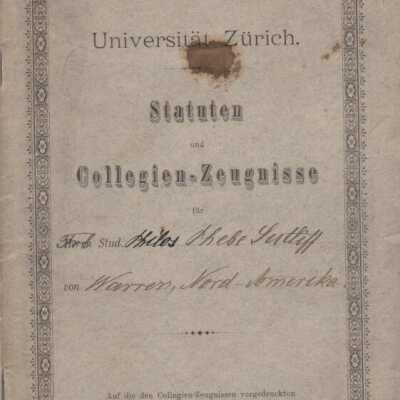 Universität Zürich.
Statuten
und
Collegien-Zeugnisse
für
Stud. Philos Phebe Sutliff
von Warren, Nord-Amerika.
Auf die den Collegien-Zeugnissen vorgedruckten